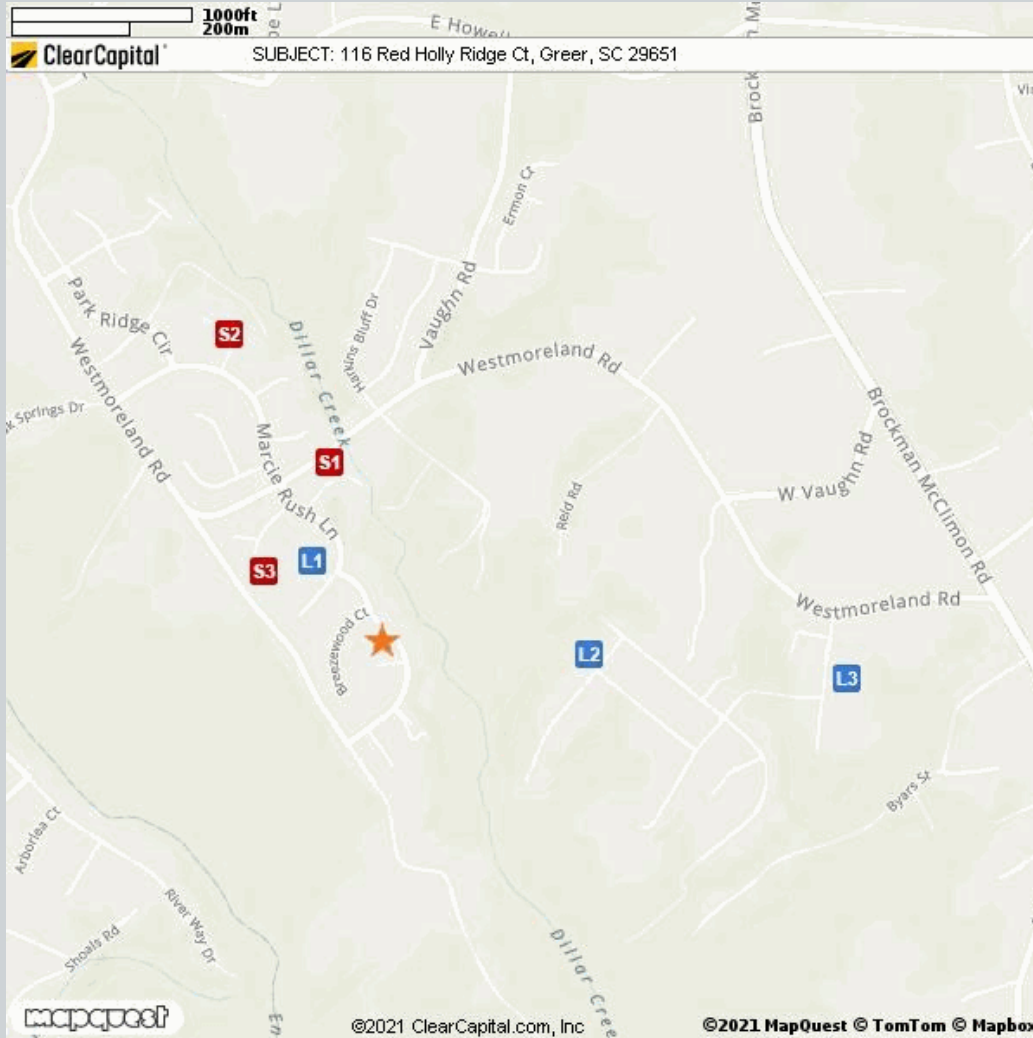 1000ft
200m
E Howell
ClearCapital
SUBJECT: 116 Red Holly Ridge Ct, Greer, SC 29651
Brock
Ermon Ct
Vaughn Rd
Park Ridge Cir
S2
Dillar Creek
Harkins Bluff Dr
Westmoreland Rd
Westmoreland Rd
Springs Dr
Brockman McClimon Rd
Marcie Rush Ln
S1
W Vaughn Rd
Reid Rd
S3
L1
Westmoreland Rd
Breezewood Ct
L2
L3
Byars St
Arborlea Ct
River Way Dr
Shoals Rd
Dillar Cree
En
mapquest
©2021 ClearCapital.com, Inc
©2021 MapQuest © TomTom © Mapbox